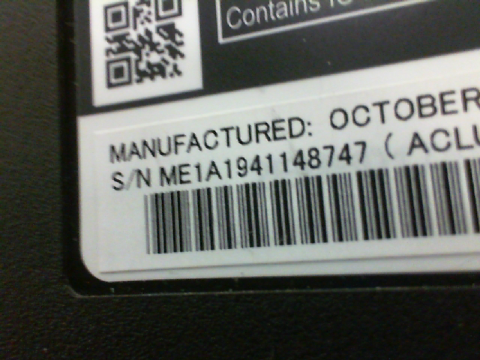 Contains
MANUFACTURED: OCTOBER
S/N ME1A1941148747 ( ACLU